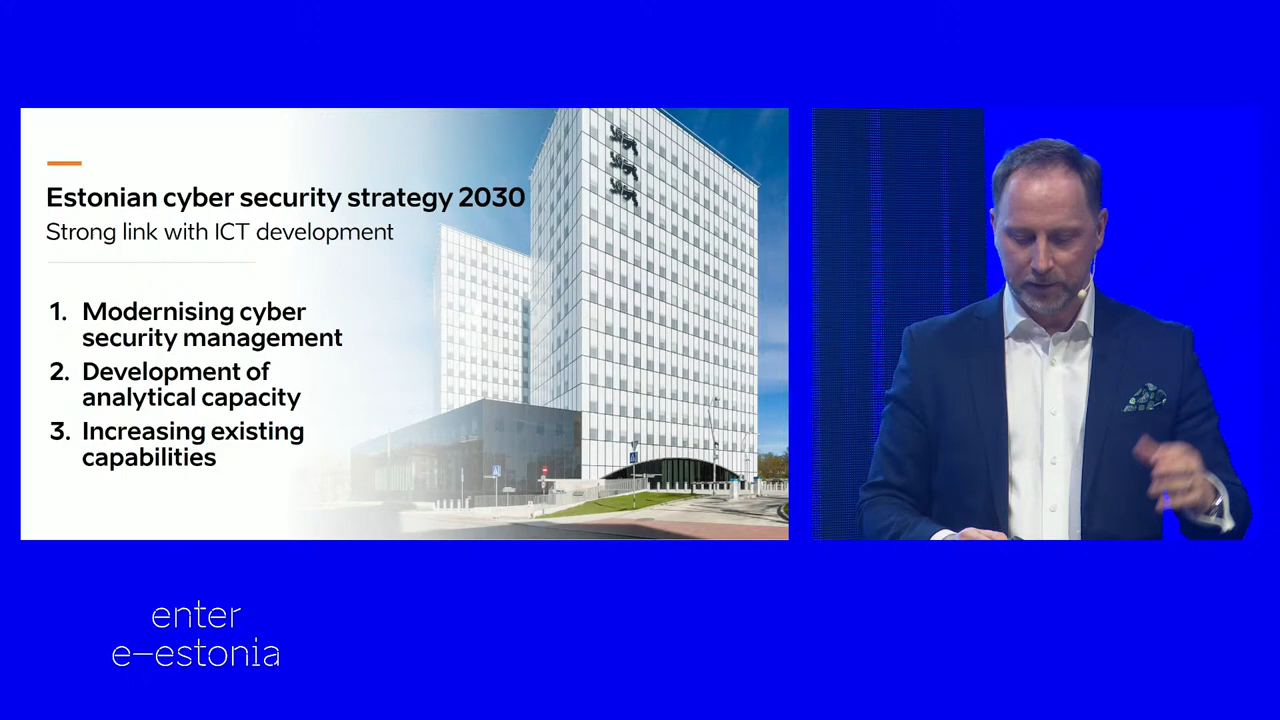 Estonian cyber security strategy 2030
Strong link with ICT development
1. Modernising cyber
security management
2. Development of
analytical capacity
3. Increasing existing
capabilities
enter
e–estonia